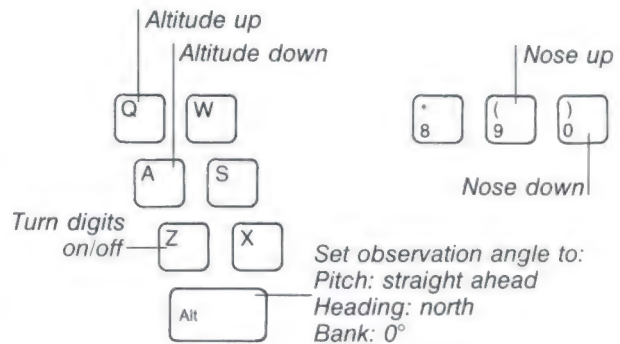 Altitude up
Altitude down
Nose up
Q
W
*
8
(
9
)
0
A
S
Nose down
Turn digits
on/off
Z
X
Set observation angle to:
Pitch: straight ahead
Heading: north
Bank: 0°
Alt